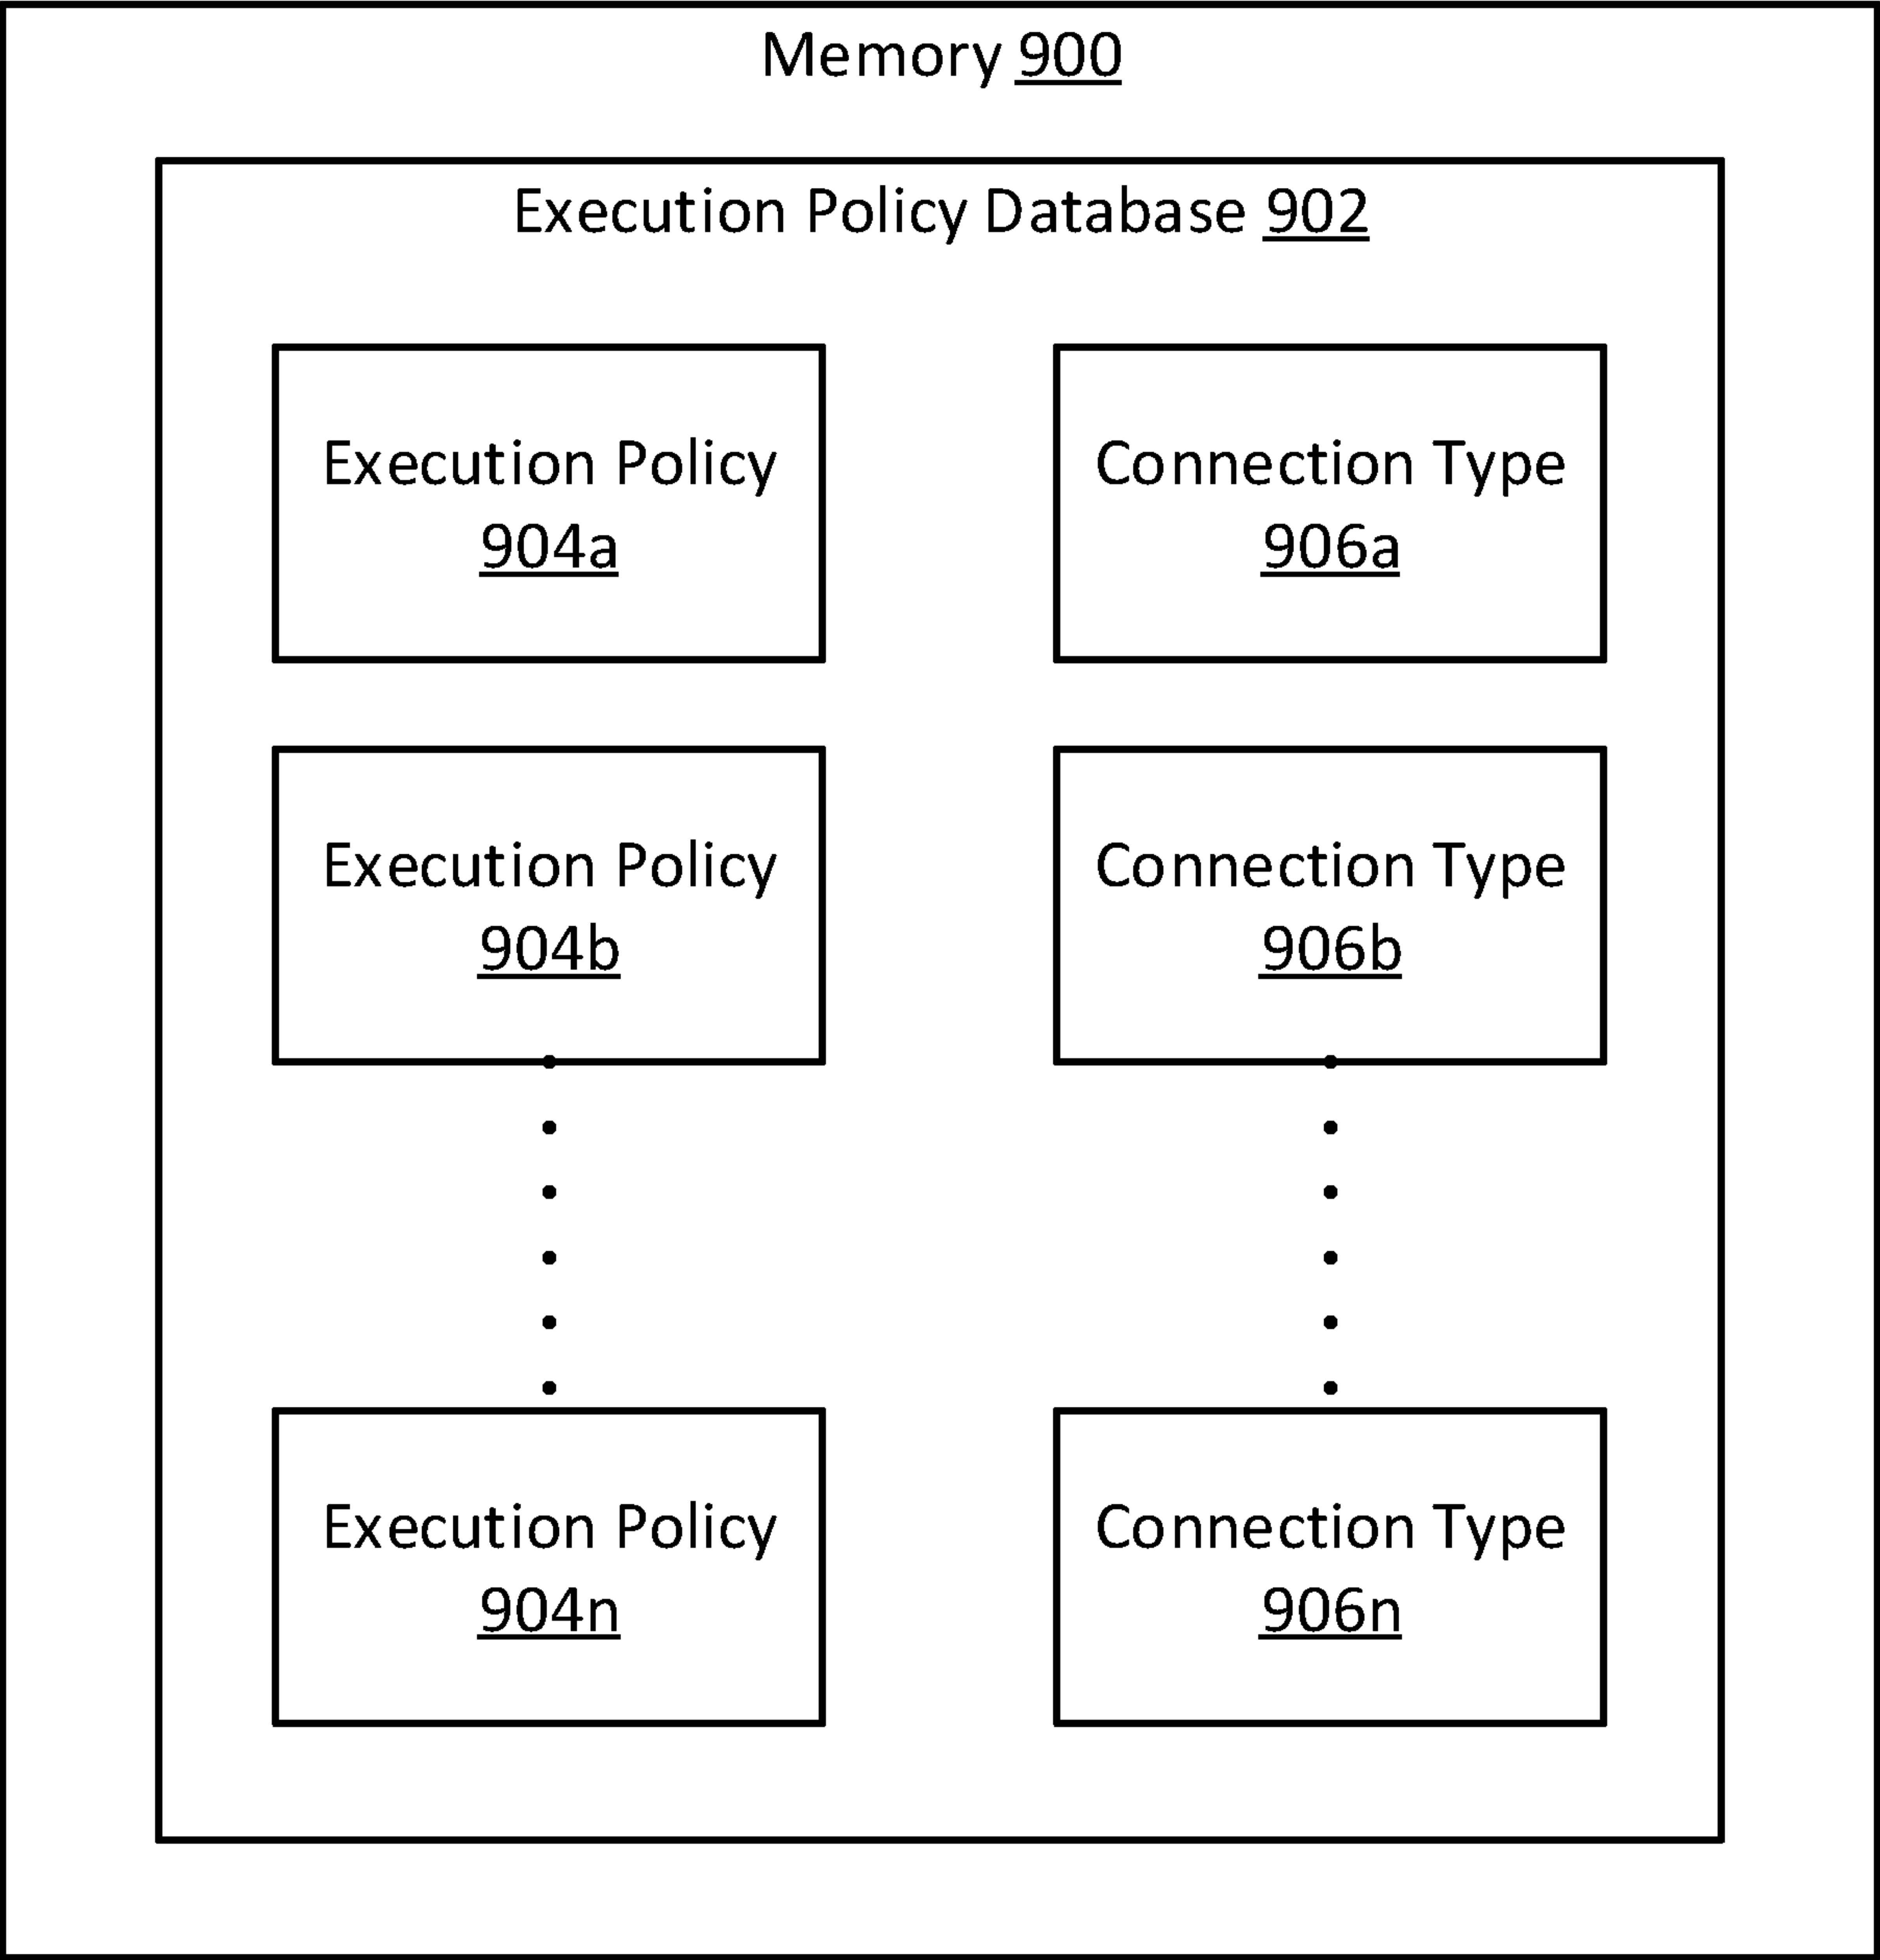 Memory 900
Execution Policy Database 902
Execution Policy
904a
Connection Type
906a
Execution Policy
904b
Connection Type
906b
Execution Policy
904n
Connection Type
906n